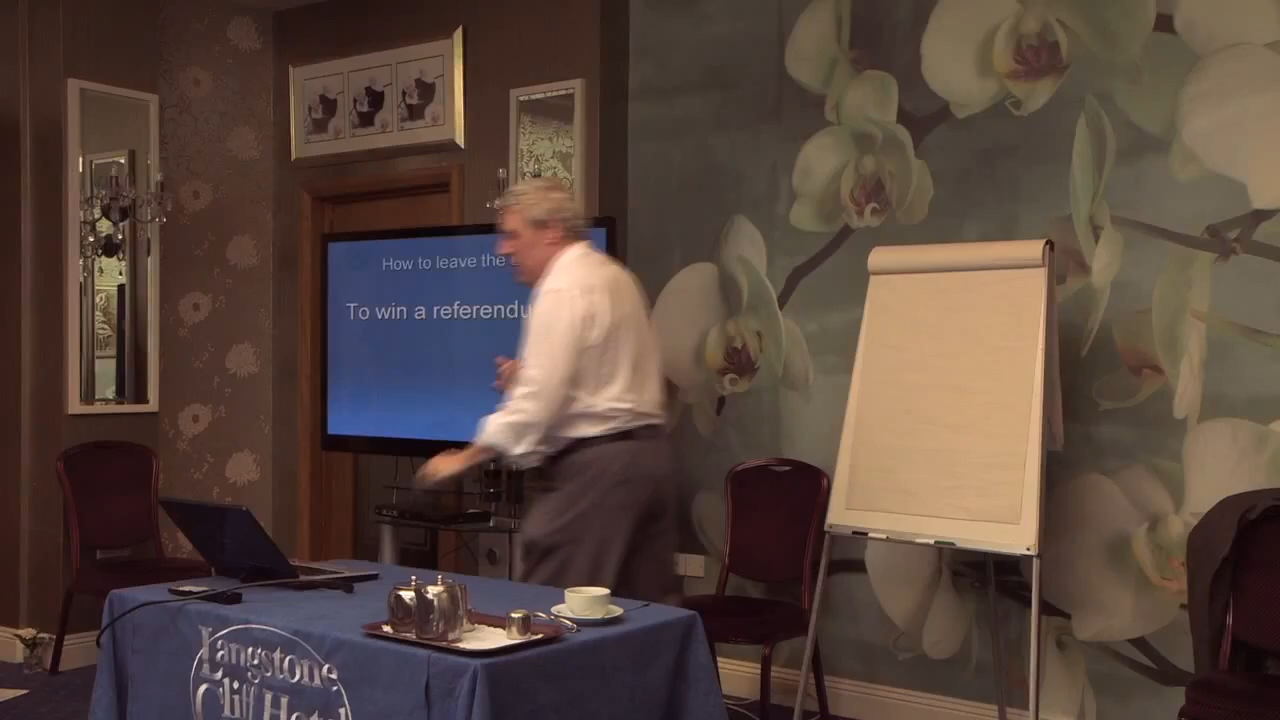 How to leave the
To win a referendu
Langstone
Cliff Hotel